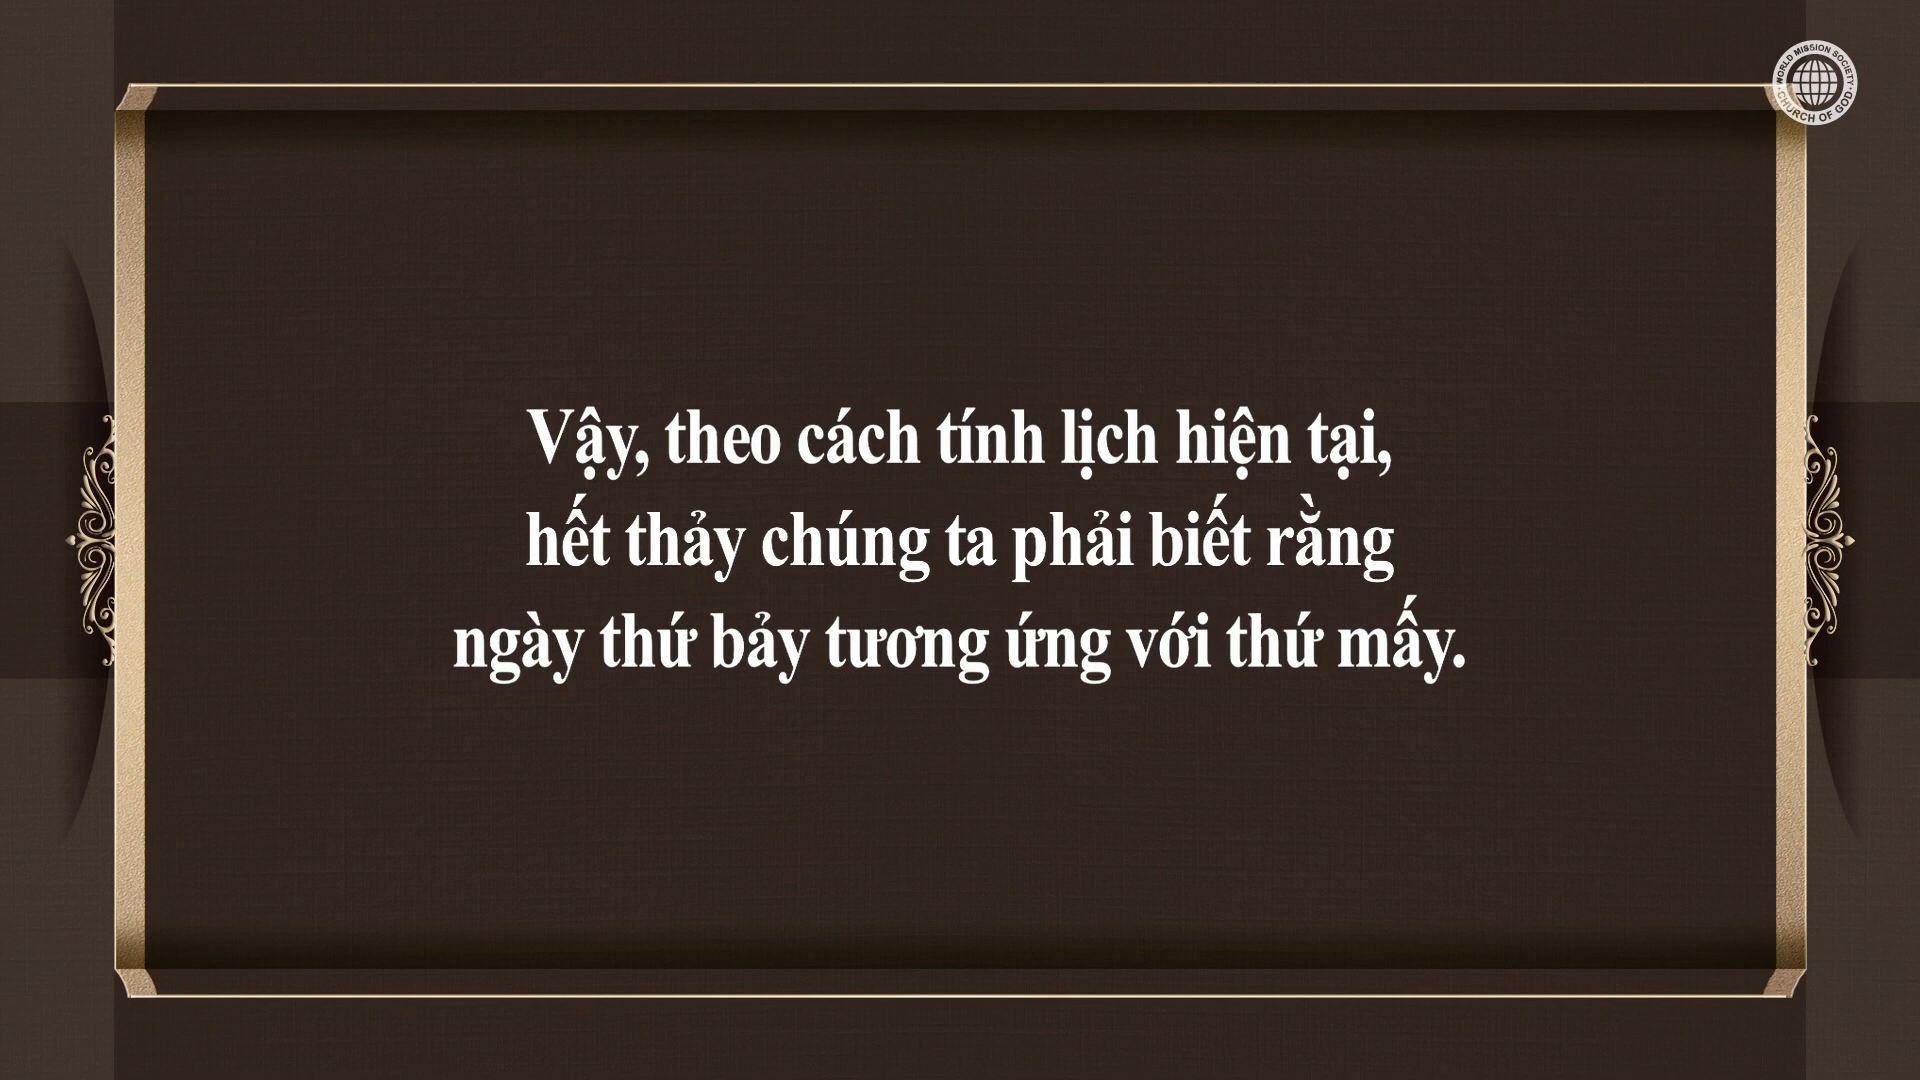 WORLD MISSION SOCIETY
CHURCH OF GOD
Vậy, theo cách tính lịch hiện tại,
hết thảy chúng ta phải biết rằng
ngày thứ bảy tương ứng với thứ mấy.